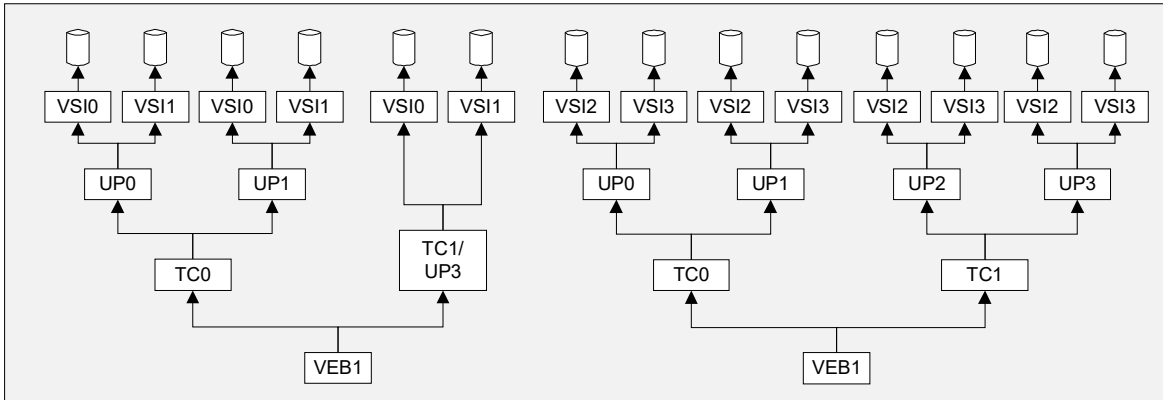 VSI0 VSI1 VSI0 VSI1 VSI0 VSI1 VSI2 VSI3 VSI2 VSI3 VSI2 VSI3 VSI2 VSI3
UP0 UP1 UP0 UP1 UP2 UP3
TC1/
UP3
TC0 TC0 TC1
VEB1 VEB1